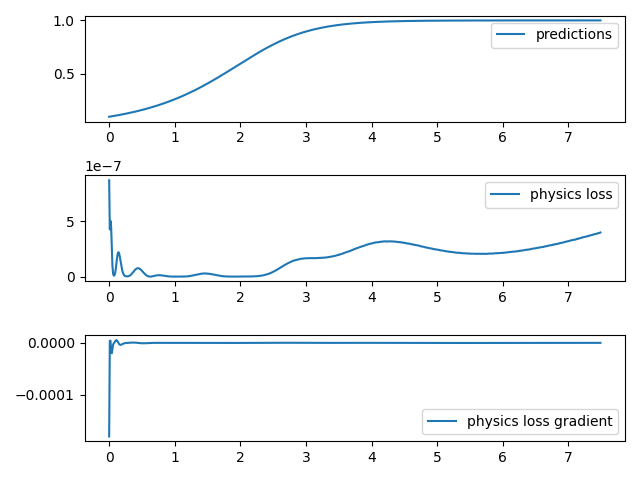 1.0
predictions
0.5
0 1 2 3 4 5 6 7
1e−7
physics loss
5
0
0 1 2 3 4 5 6 7
0.0000
−0.0001
physics loss gradient
0 1 2 3 4 5 6 7